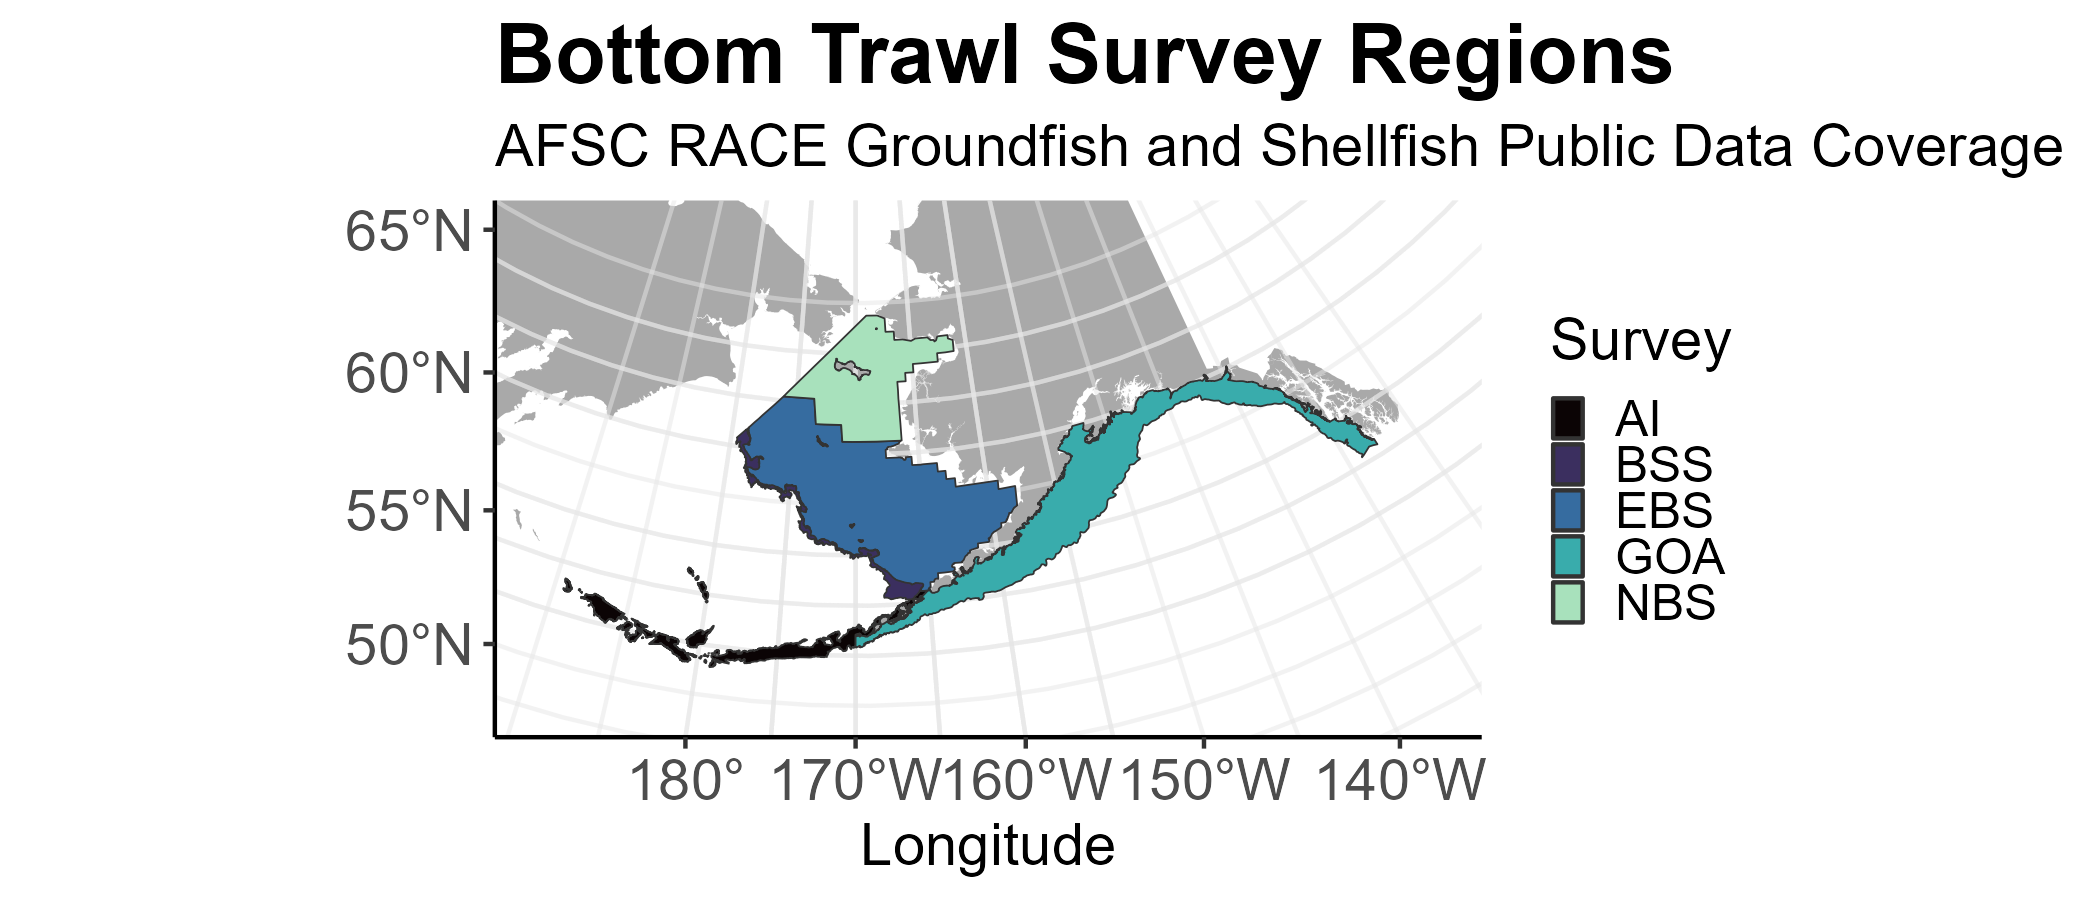 Bottom Trawl Survey Regions
AFSC RACE Groundfish and Shellfish Public Data Coverage
65°N
60°N
55°N
50°N
180°
170°W
160°W
150°W
140°W
Longitude
Survey
AI
BSS
EBS
GOA
NBS